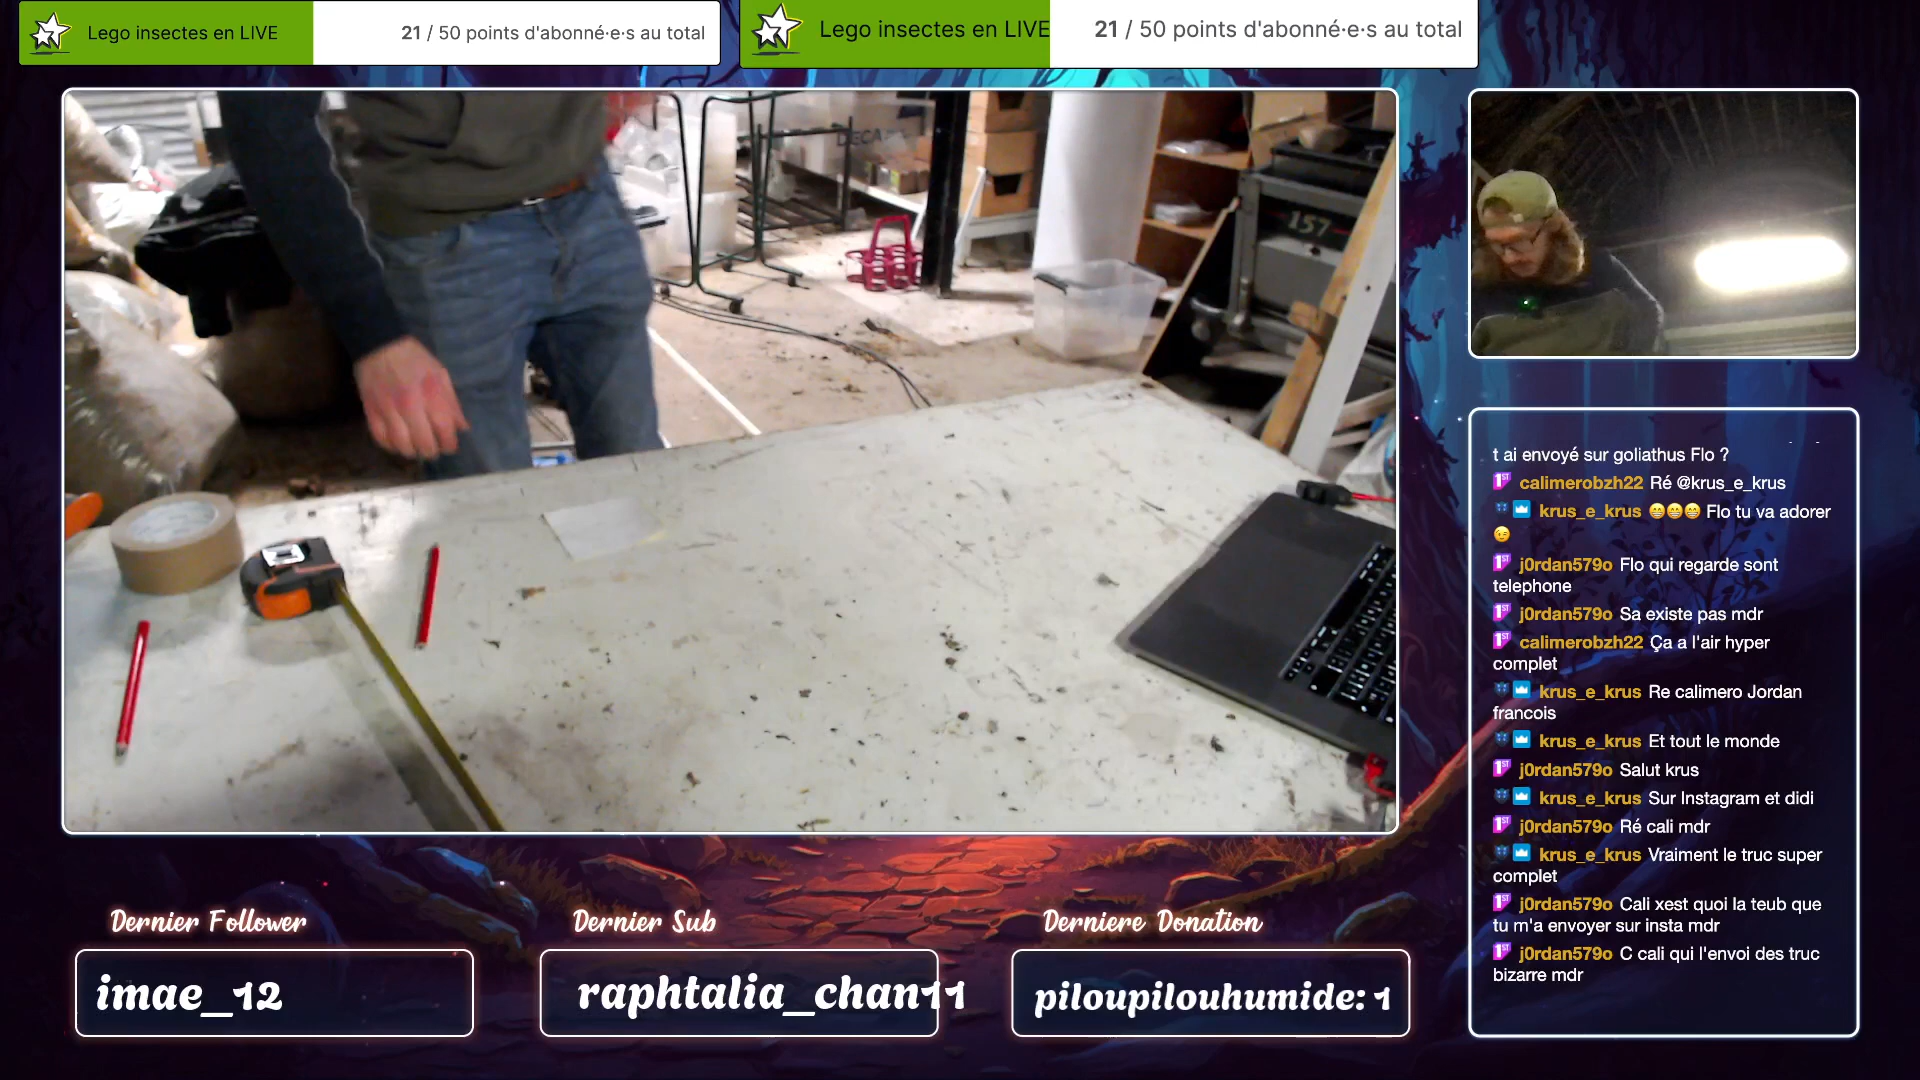 Lego insectes en LIVE
21 / 50 points d'abonné·e·s au total
Lego insectes en LIVE
21 / 50 points d'abonné·e·s au total
157
t ai envoyé sur goliathus Flo ?
calimerobzh22 Ré @krus_e_krus
krus_e_krus 😁😁😁 Flo tu va adorer
😉
j0rdan579o Flo qui regarde sont
telephone
j0rdan579o Sa existe pas mdr
calimerobzh22 Ça a l'air hyper
complet
krus_e_krus Re calimero Jordan
francois
krus_e_krus Et tout le monde
j0rdan579o Salut krus
krus_e_krus Sur Instagram et didi
j0rdan579o Ré cali mdr
krus_e_krus Vraiment le truc super
complet
j0rdan579o Cali xest quoi la teub que
tu m'a envoyer sur insta mdr
j0rdan579o C cali qui l'envoi des truc
bizarre mdr
Dernier Follower
imae_12
Dernier Sub
raphtalia_chan11
Derniere Donation
piloupilouhumide: 1